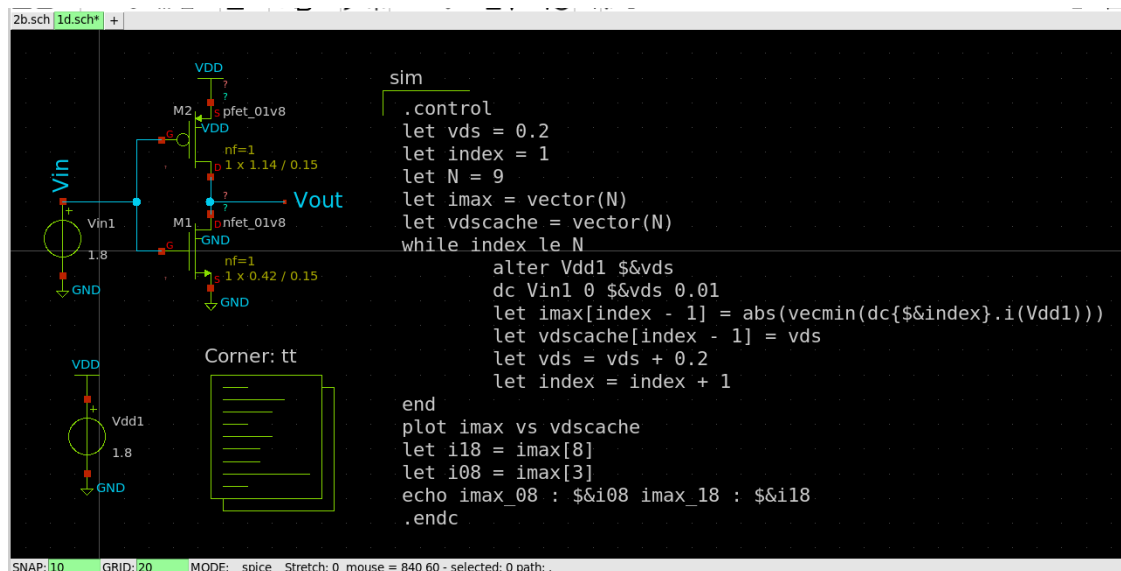 2b.sch 1d.sch* +
VDD
?
?
M2 S pfet_01v8
VDD
G
nf=1
D 1 x 1.14 / 0.15
Vin
?
Vout
+
Vin1
1.8
GND
?
M1 D nfet_01v8
GND
G
nf=1
S 1 x 0.42 / 0.15
GND
VDD
+
Vdd1
1.8
GND
Corner: tt
sim
.control
let vds = 0.2
let index = 1
let N = 9
let imax = vector(N)
let vdscache = vector(N)
while index le N
alter Vdd1 $&vds
dc Vin1 0 $&vds 0.01
let imax[index - 1] = abs(vecmin(dc{$&index}.i(Vdd1)))
let vdscache[index - 1] = vds
let vds = vds + 0.2
let index = index + 1
end
plot imax vs vdscache
let i18 = imax[8]
let i08 = imax[3]
echo imax_08 : $&i08 imax_18 : $&i18
.endc
SNAP: 10 GRID: 20 MODE: spice Stretch: 0 mouse = 840 60 - selected: 0 path: .